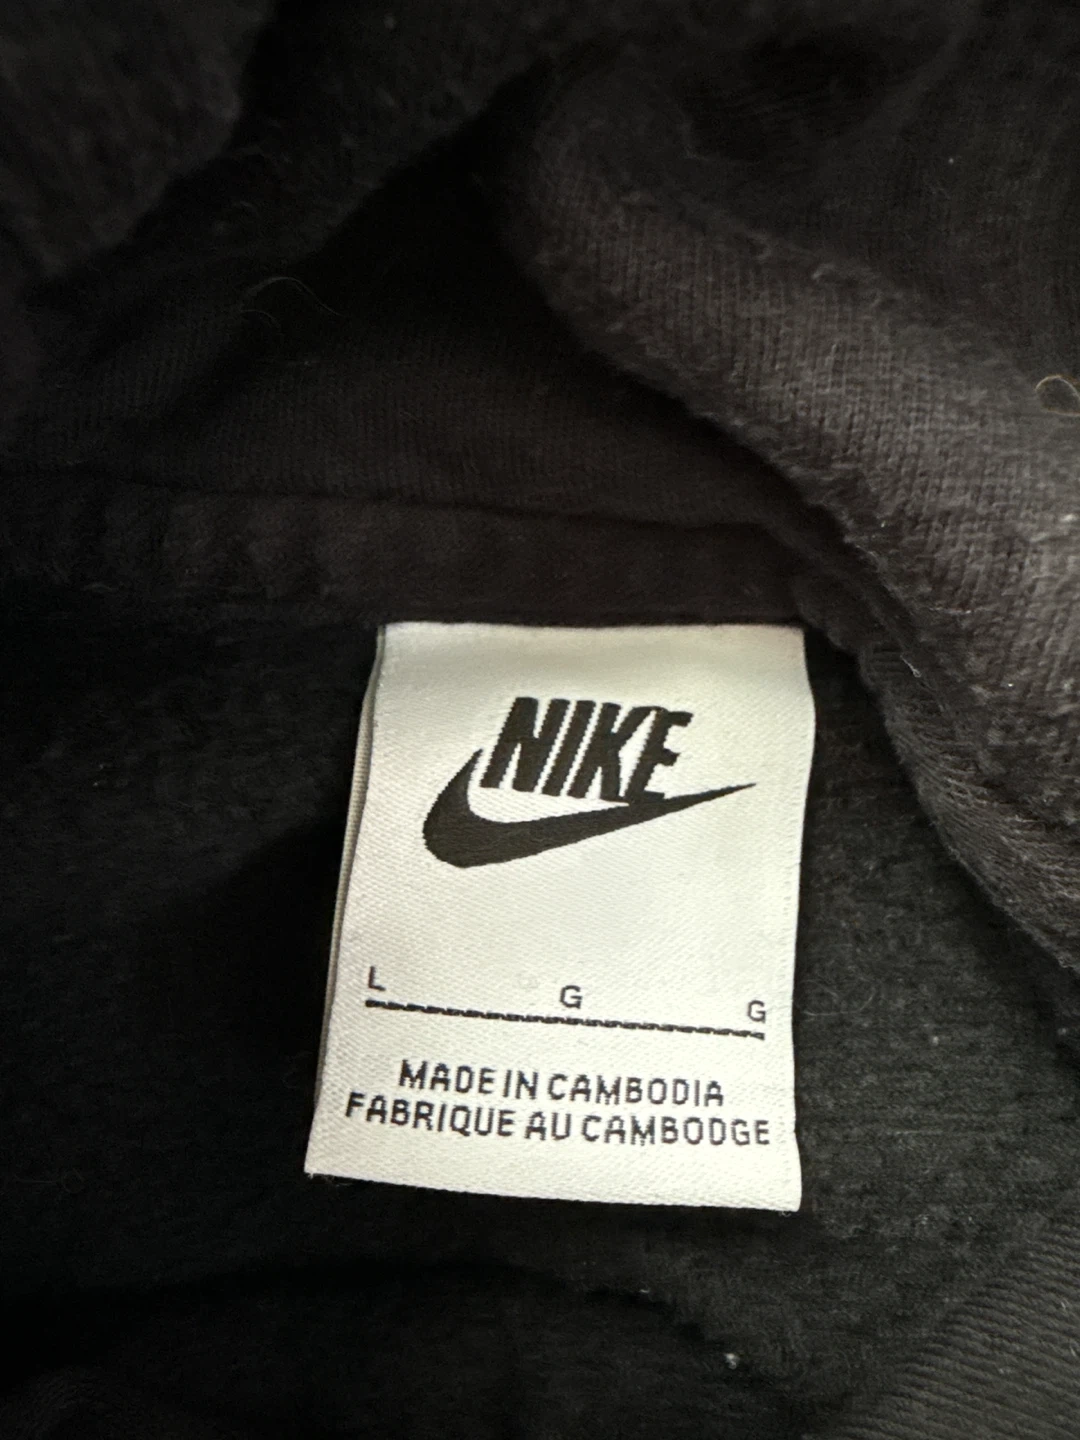 NIKE
L G G
MADE IN CAMBODIA
FABRIQUE AU CAMBODGE